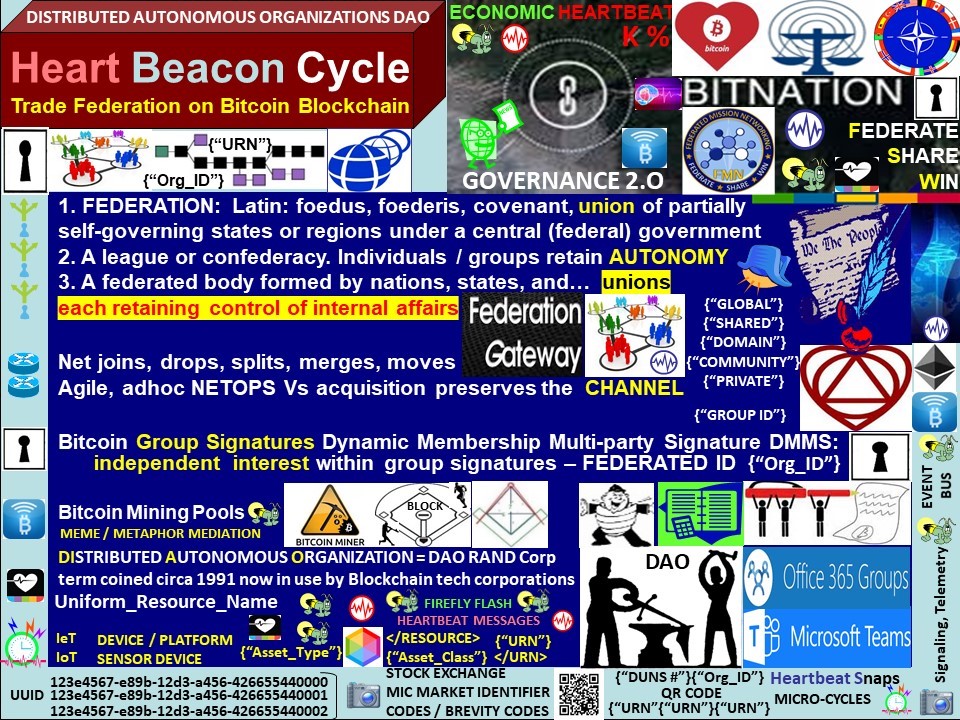 DISTRIBUTED AUTONOMOUS ORGANIZATIONS DAO
Heart Beacon Cycle
Trade Federation on Bitcoin Blockchain
{“URN”}
{“Org_ID”}
ECONOMIC HEARTBEAT
K %
bitcoin
BITNATION
NEWS
FEDERATED MISSION NETWORKING
FMN
FEDERATE SHARE WIN
FEDERATE
SHARE
WIN
GOVERNANCE 2.O
1. FEDERATION: Latin: foedus, foederis, covenant, union of partially
self-governing states or regions under a central (federal) government
2. A league or confederacy. Individuals / groups retain AUTONOMY
3. A federated body formed by nations, states, and… unions
each retaining control of internal affairs
We The People
Federation
Gateway
{“GLOBAL”}
{“SHARED”}
{“DOMAIN”}
{“COMMUNITY”}
{“PRIVATE”}
{“GROUP ID”}
Net joins, drops, splits, merges, moves
Agile, adhoc NETOPS Vs acquisition preserves the CHANNEL
Bitcoin Group Signatures Dynamic Membership Multi-party Signature DMMS:
independent interest within group signatures – FEDERATED ID {“Org_ID”}
Bitcoin Mining Pools
MEME / METAPHOR MEDIATION
BITCOIN MINER
BLOCK
EVENT
BUS
DISTRIBUTED AUTONOMOUS ORGANIZATION = DAO RAND Corp
term coined circa 1991 now in use by Blockchain tech corporations
DAO
Office 365 Groups
Microsoft Teams
Signaling, Telemetry
Uniform_Resource_Name
FIREFLY FLASH
HEARTBEAT MESSAGES
IeT
IoT
DEVICE / PLATFORM
SENSOR DEVICE
{“Asset_Type”}
</RESOURCE>
{“Asset_Class”}
{“URN”}
</URN>
UUID
123e4567-e89b-12d3-a456-426655440000
123e4567-e89b-12d3-a456-426655440001
123e4567-e89b-12d3-a456-426655440002
STOCK EXCHANGE
MIC MARKET IDENTIFIER
CODES / BREVITY CODES
{“DUNS #”}{“Org_ID”}
QR CODE
{“URN”{“URN”}{“URN”}
Heartbeat Snaps
MICRO-CYCLES